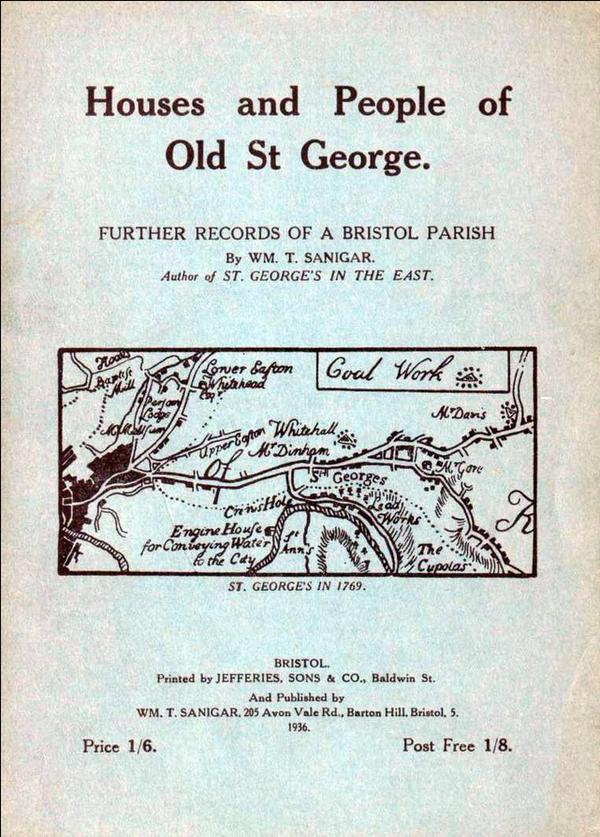 Houses and People of
Old St George.
FURTHER RECORDS OF A BRISTOL PARISH
By WM. T. SANIGAR.
Author of ST. GEORGE'S IN THE EAST.
Baptist
Mill
Lower Easton
Whitehead
Esqr
Coal Work
Upper Easton
Whitehall
Mr Dinham
Mr Davis
Mr Gore
Of
St Georges
Crews Hole
Lead
Works
Engine House
for Conveying Water
to the City
St
Ann's
The
Cupolas
K
ST. GEORGE'S IN 1769.
BRISTOL.
Printed by JEFFERIES, SONS & CO., Baldwin St.
And Published by
WM. T. SANIGAR, 205 Avon Vale Rd., Barton Hill, Bristol, 5.
1936.
Price 1/6.
Post Free 1/8.